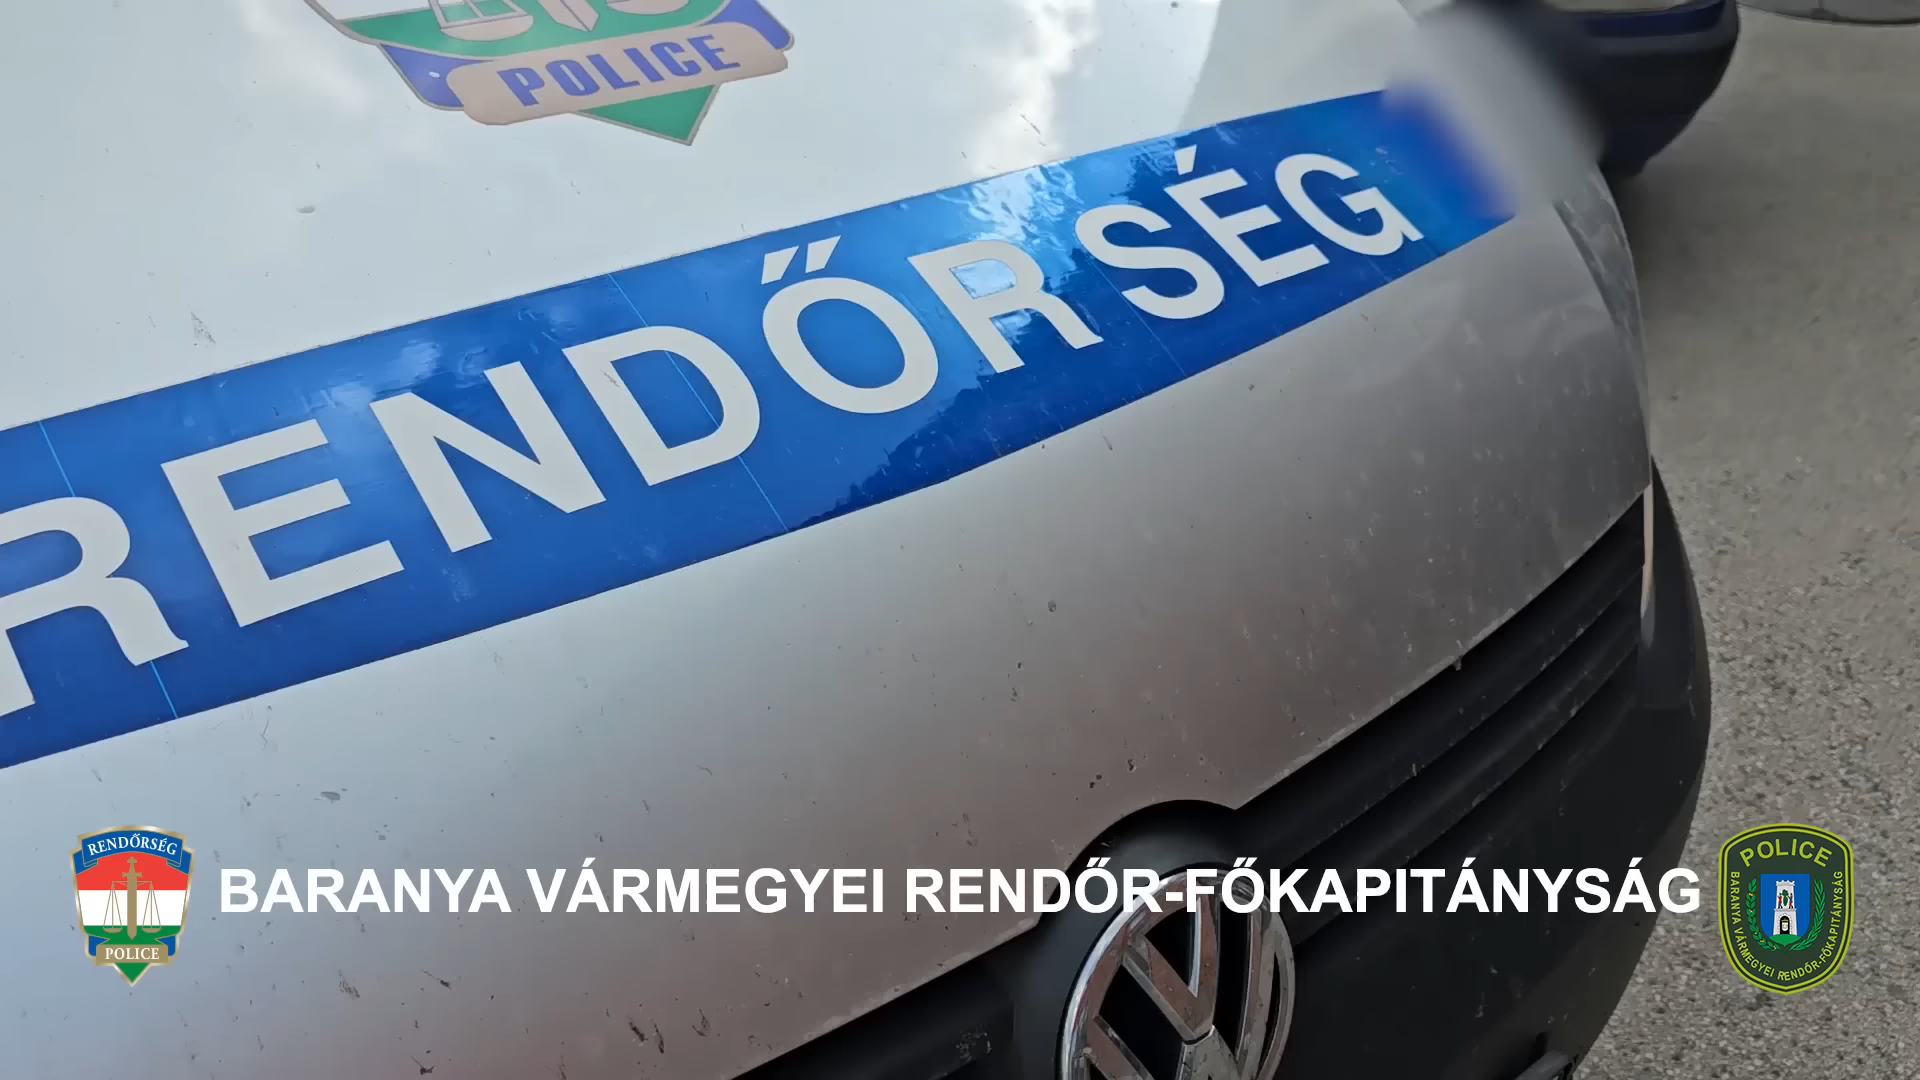 POLICE
RENDŐRSÉG
RENDŐRSÉG
POLICE
BARANYA VÁRMEGYEI RENDŐR-FŐKAPITÁNYSÁG
POLICE
BARANYA VÁRMEGYEI RENDŐR-FŐKAPITÁNYSÁG